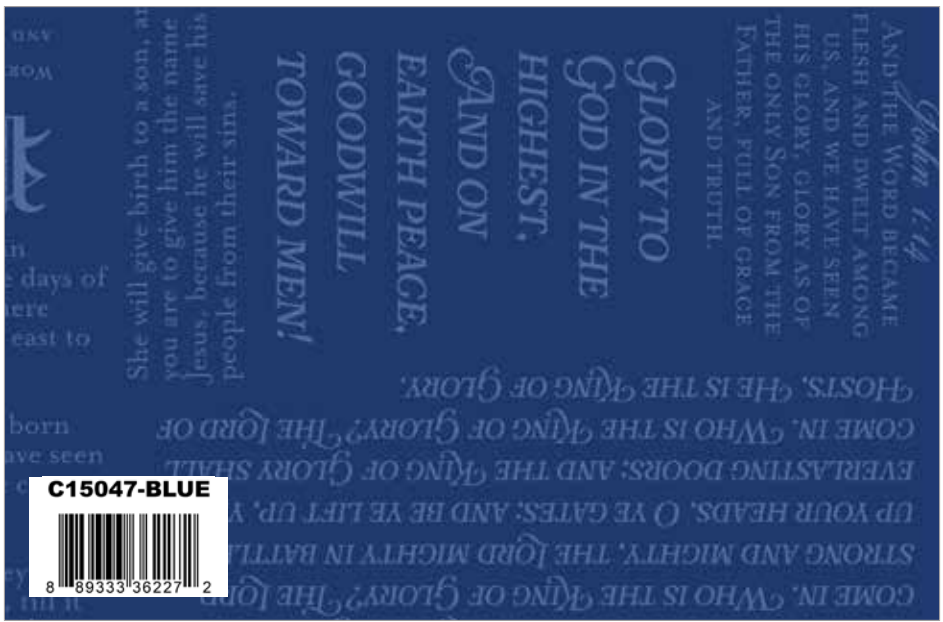 AND
WOR
in
e days of
here
east to
born
ave seen
She will give birth to a son, an
you are to give him the name
Jesus, because he will save his
people from their sins.
GLORY TO
GOD IN THE
HIGHEST,
AND ON
EARTH PEACE,
GOODWILL
TOWARD MEN!
AND THE WORD BECAME
FLESH AND DWELT AMONG
US, AND WE HAVE SEEN
HIS GLORY, GLORY AS OF
THE ONLY SON FROM THE
FATHER, FULL OF GRACE
AND TRUTH.
John 1:14
COME IN. WHO IS THE KING OF GLORY? THE LORD
STRONG AND MIGHTY, THE LORD MIGHTY IN BATTL
UP YOUR HEADS, O YE GATES; AND BE YE LIFT UP, Y
EVERLASTING DOORS; AND THE KING OF GLORY SHALL
COME IN. WHO IS THE KING OF GLORY? THE LORD OF
HOSTS, HE IS THE KING OF GLORY.
C15047-BLUE
8 89333 36227 2